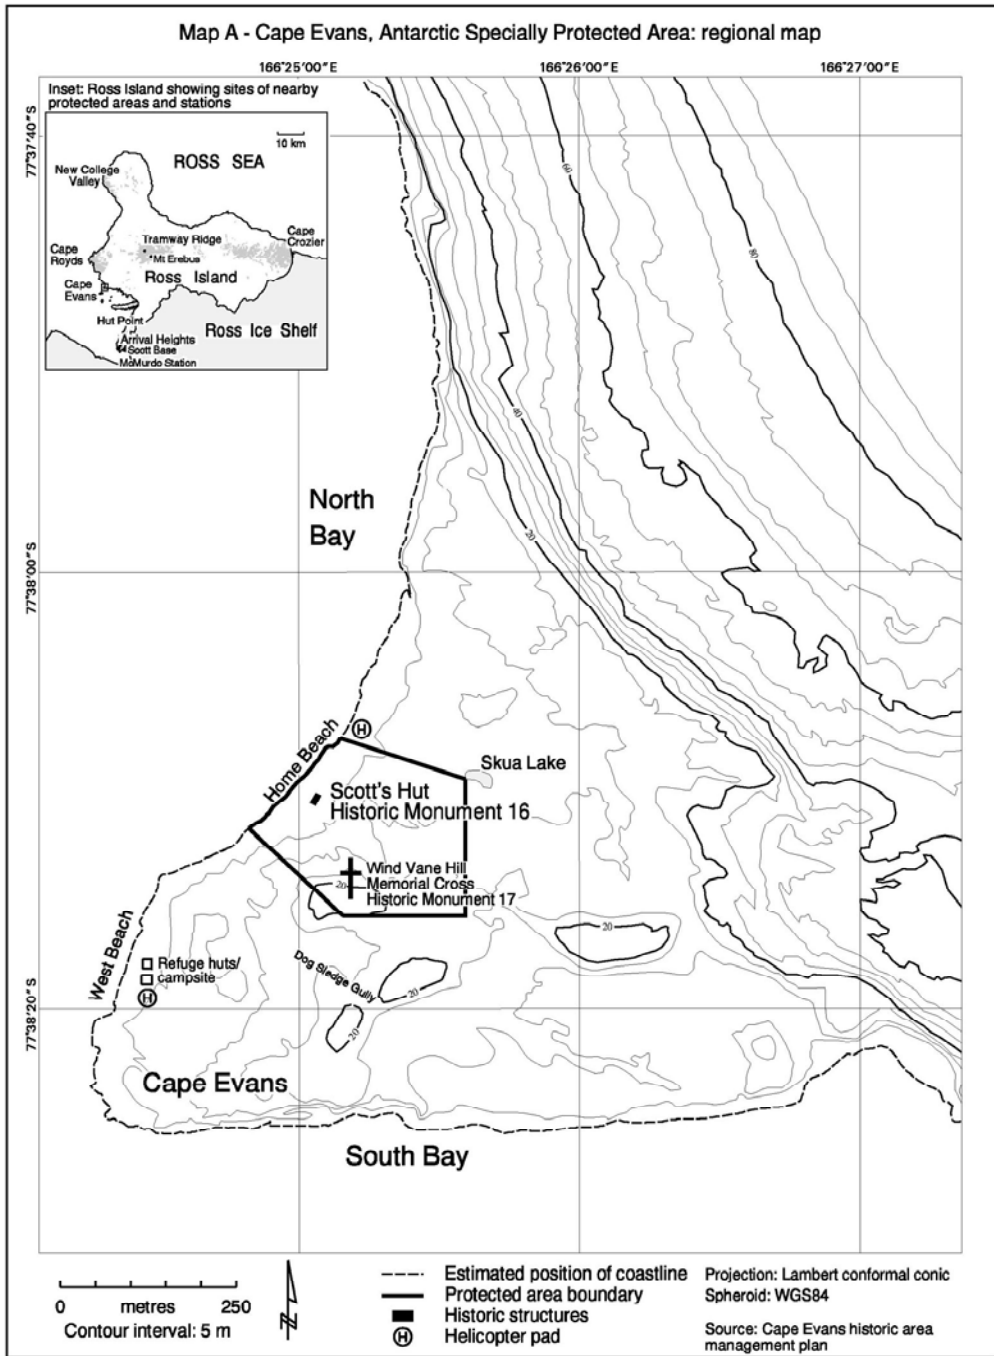 Map A - Cape Evans, Antarctic Specially Protected Area: regional map
166°25'00"E
166°26'00"E
166°27'00"E
Inset: Ross Island showing sites of nearby
protected areas and stations
10 km
ROSS SEA
New College
Valley
Cape
Crozier
Tramway Ridge
Cape
Royds
Mt Erebus
Ross Island
Cape
Evans
Hut Point
Ross Ice Shelf
Arrival Heights
Scott Base
McMurdo Station
77°37'40"S
60
80
40
20
North
Bay
77°38'00"S
Home Beach
H
Skua Lake
Scott's Hut
Historic Monument 16
Wind Vane Hill
Memorial Cross
Historic Monument 17
20
20
West Beach
Refuge huts/
campsite
H
Dog Sledge Gully
20
20
77°38'20"S
Cape Evans
South Bay
0 metres 250
Contour interval: 5 m
N
Estimated position of coastline
Protected area boundary
Historic structures
H Helicopter pad
Projection: Lambert conformal conic
Spheroid: WGS84
Source: Cape Evans historic area
management plan